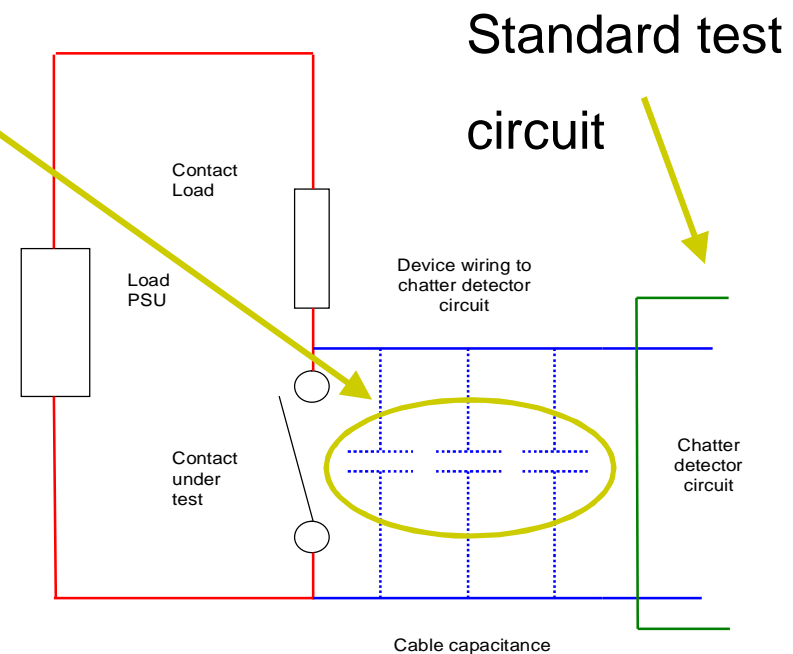 Standard test
circuit
Contact
Load
Load
PSU
Device wiring to
chatter detector
circuit
Contact
under
test
Chatter
detector
circuit
Cable capacitance